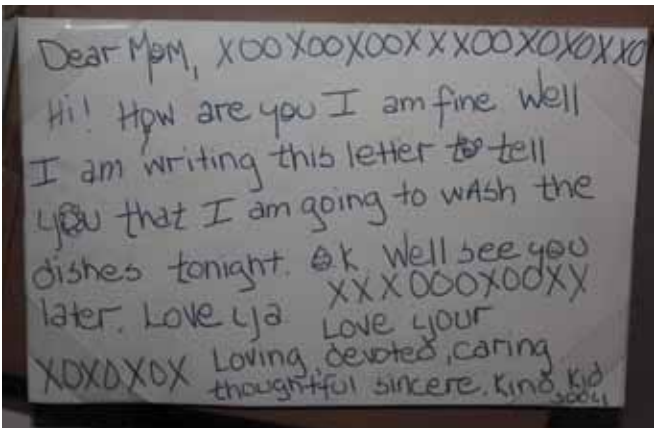 Dear Mom, XOOXOOXOOXXXOOXOXOXXO
Hi! How are you I am fine Well
I am writing this letter to tell
you that I am going to wash the
dishes tonight. Ok Well see you
later. Love ya XXXOOOXOOXX
Love your
XOXOXOX Loving, devoted, caring
thoughtful sincere, Kind, Kid